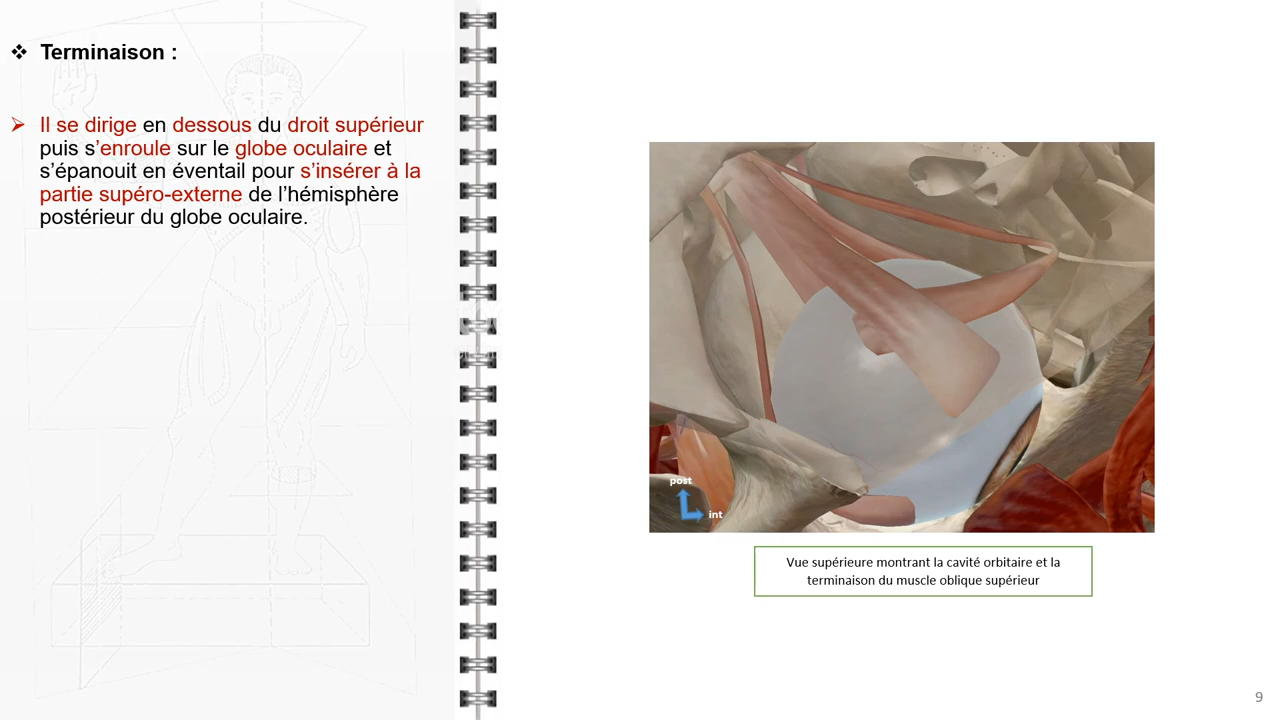 Terminaison :
Il se dirige en dessous du droit supérieur
puis s’enroule sur le globe oculaire et
s’épanouit en éventail pour s’insérer à la
partie supéro-externe de l’hémisphère
postérieur du globe oculaire.
post
int
Vue supérieure montrant la cavité orbitaire et la
terminaison du muscle oblique supérieur
9